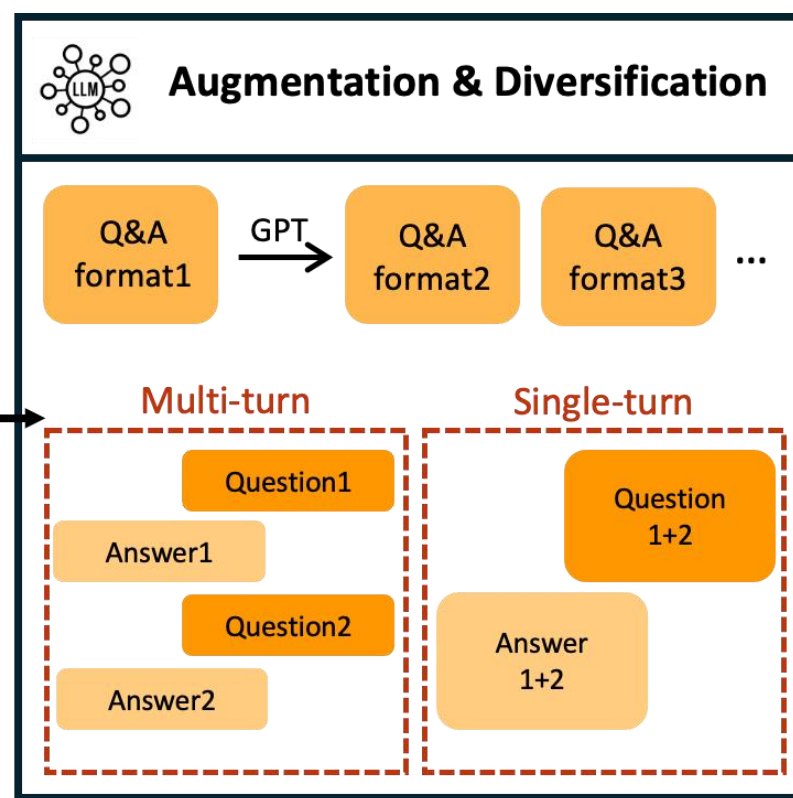 LLM
Augmentation & Diversification
Q&A
format1
GPT
Q&A
format2
Q&A
format3
...
Multi-turn
Question1
Answer1
Question2
Answer2
Single-turn
Question
1+2
Answer
1+2